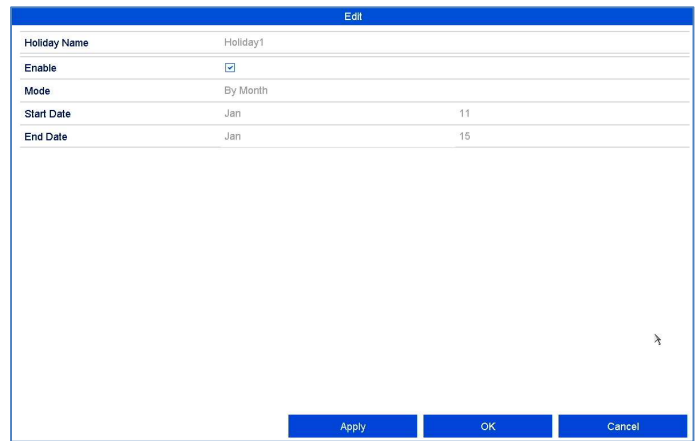 Edit
Holiday Name Holiday1
Enable
Mode By Month
Start Date Jan 11
End Date Jan 15
Apply OK Cancel